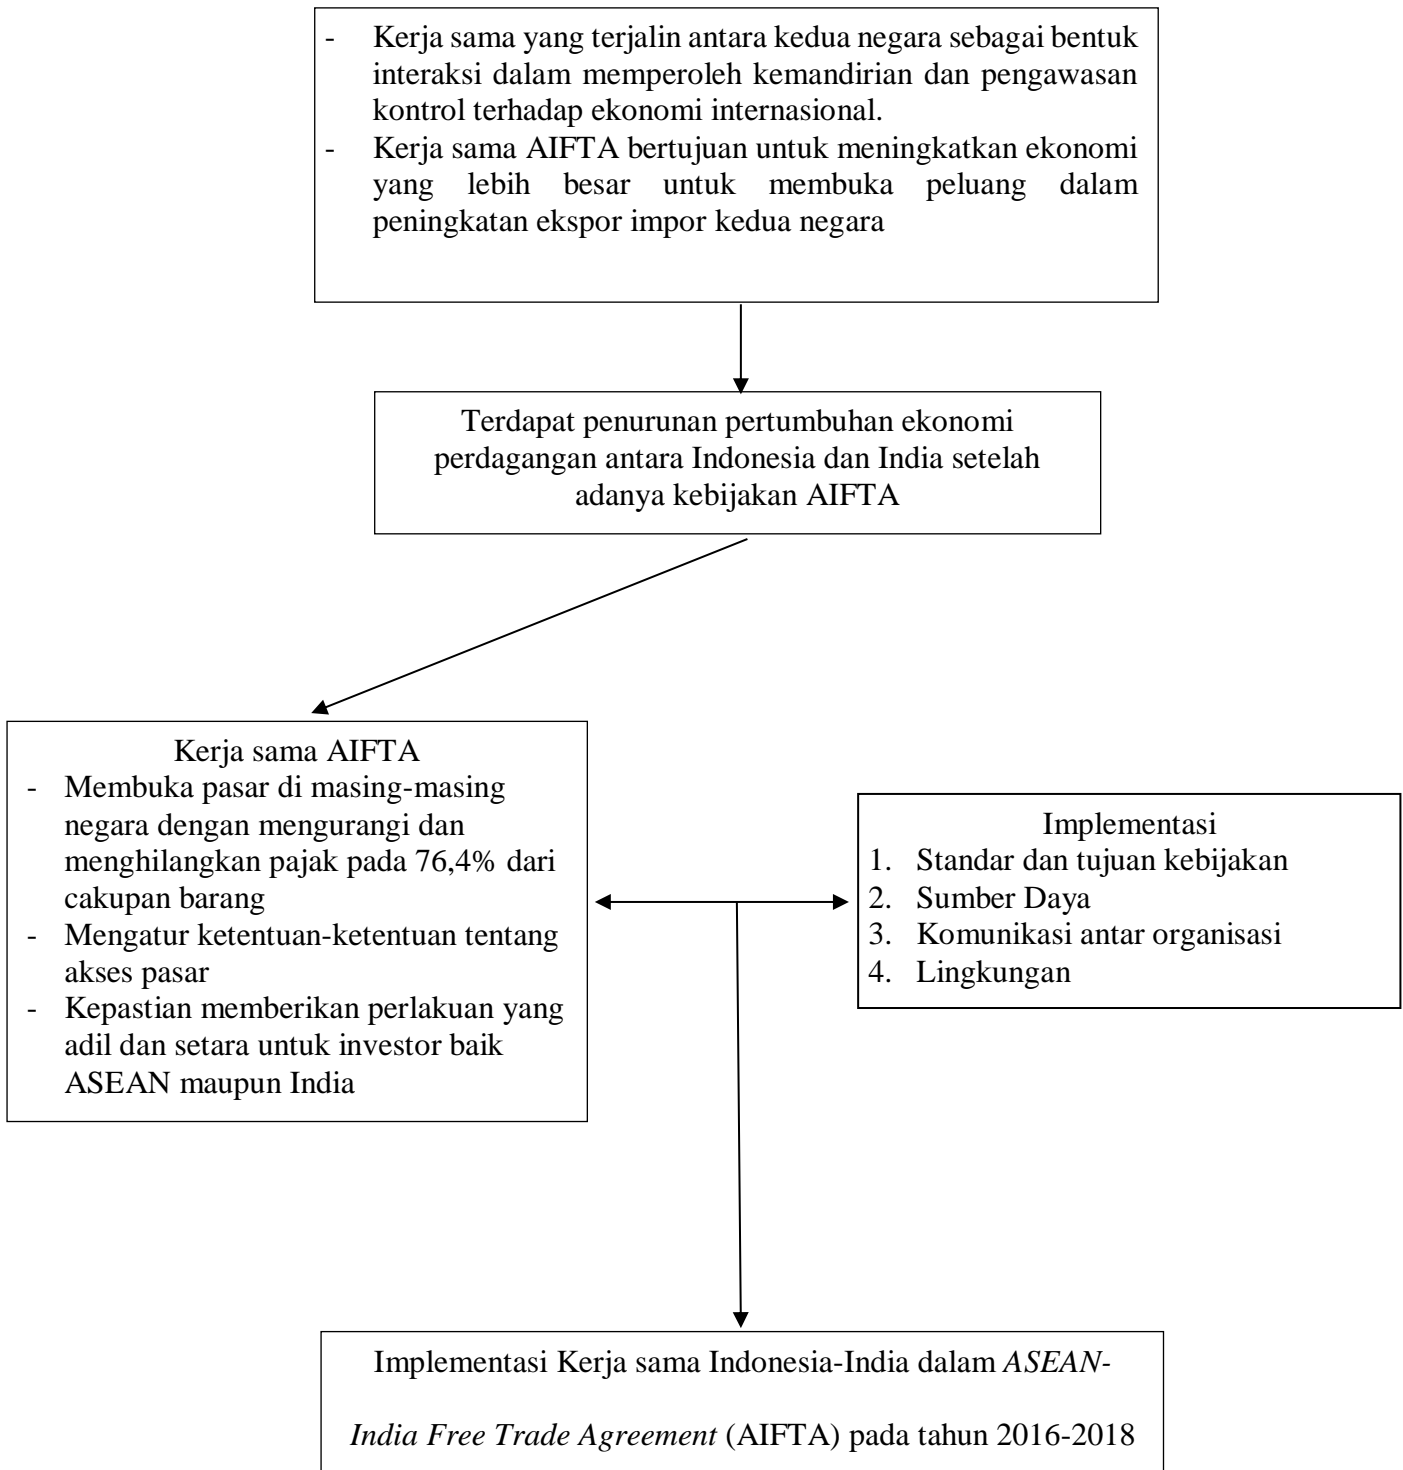 - Kerja sama yang terjalin antara kedua negara sebagai bentuk
interaksi dalam memperoleh kemandirian dan pengawasan
kontrol terhadap ekonomi internasional.
- Kerja sama AIFTA bertujuan untuk meningkatkan ekonomi
yang lebih besar untuk membuka peluang dalam
peningkatan ekspor impor kedua negara
Terdapat penurunan pertumbuhan ekonomi
perdagangan antara Indonesia dan India setelah
adanya kebijakan AIFTA
Kerja sama AIFTA
- Membuka pasar di masing-masing
negara dengan mengurangi dan
menghilangkan pajak pada 76,4% dari
cakupan barang
- Mengatur ketentuan-ketentuan tentang
akses pasar
- Kepastian memberikan perlakuan yang
adil dan setara untuk investor baik
ASEAN maupun India
Implementasi
1. Standar dan tujuan kebijakan
2. Sumber Daya
3. Komunikasi antar organisasi
4. Lingkungan
Implementasi Kerja sama Indonesia-India dalam ASEAN-
India Free Trade Agreement (AIFTA) pada tahun 2016-2018